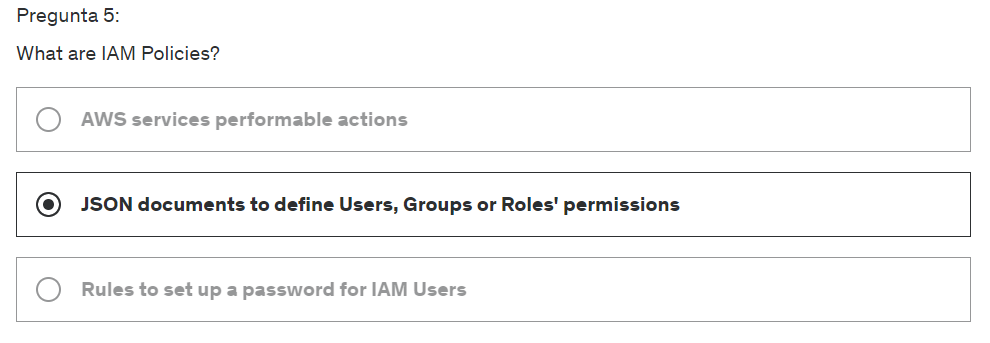 Pregunta 5:
What are IAM Policies?
AWS services performable actions
JSON documents to define Users, Groups or Roles' permissions
Rules to set up a password for IAM Users